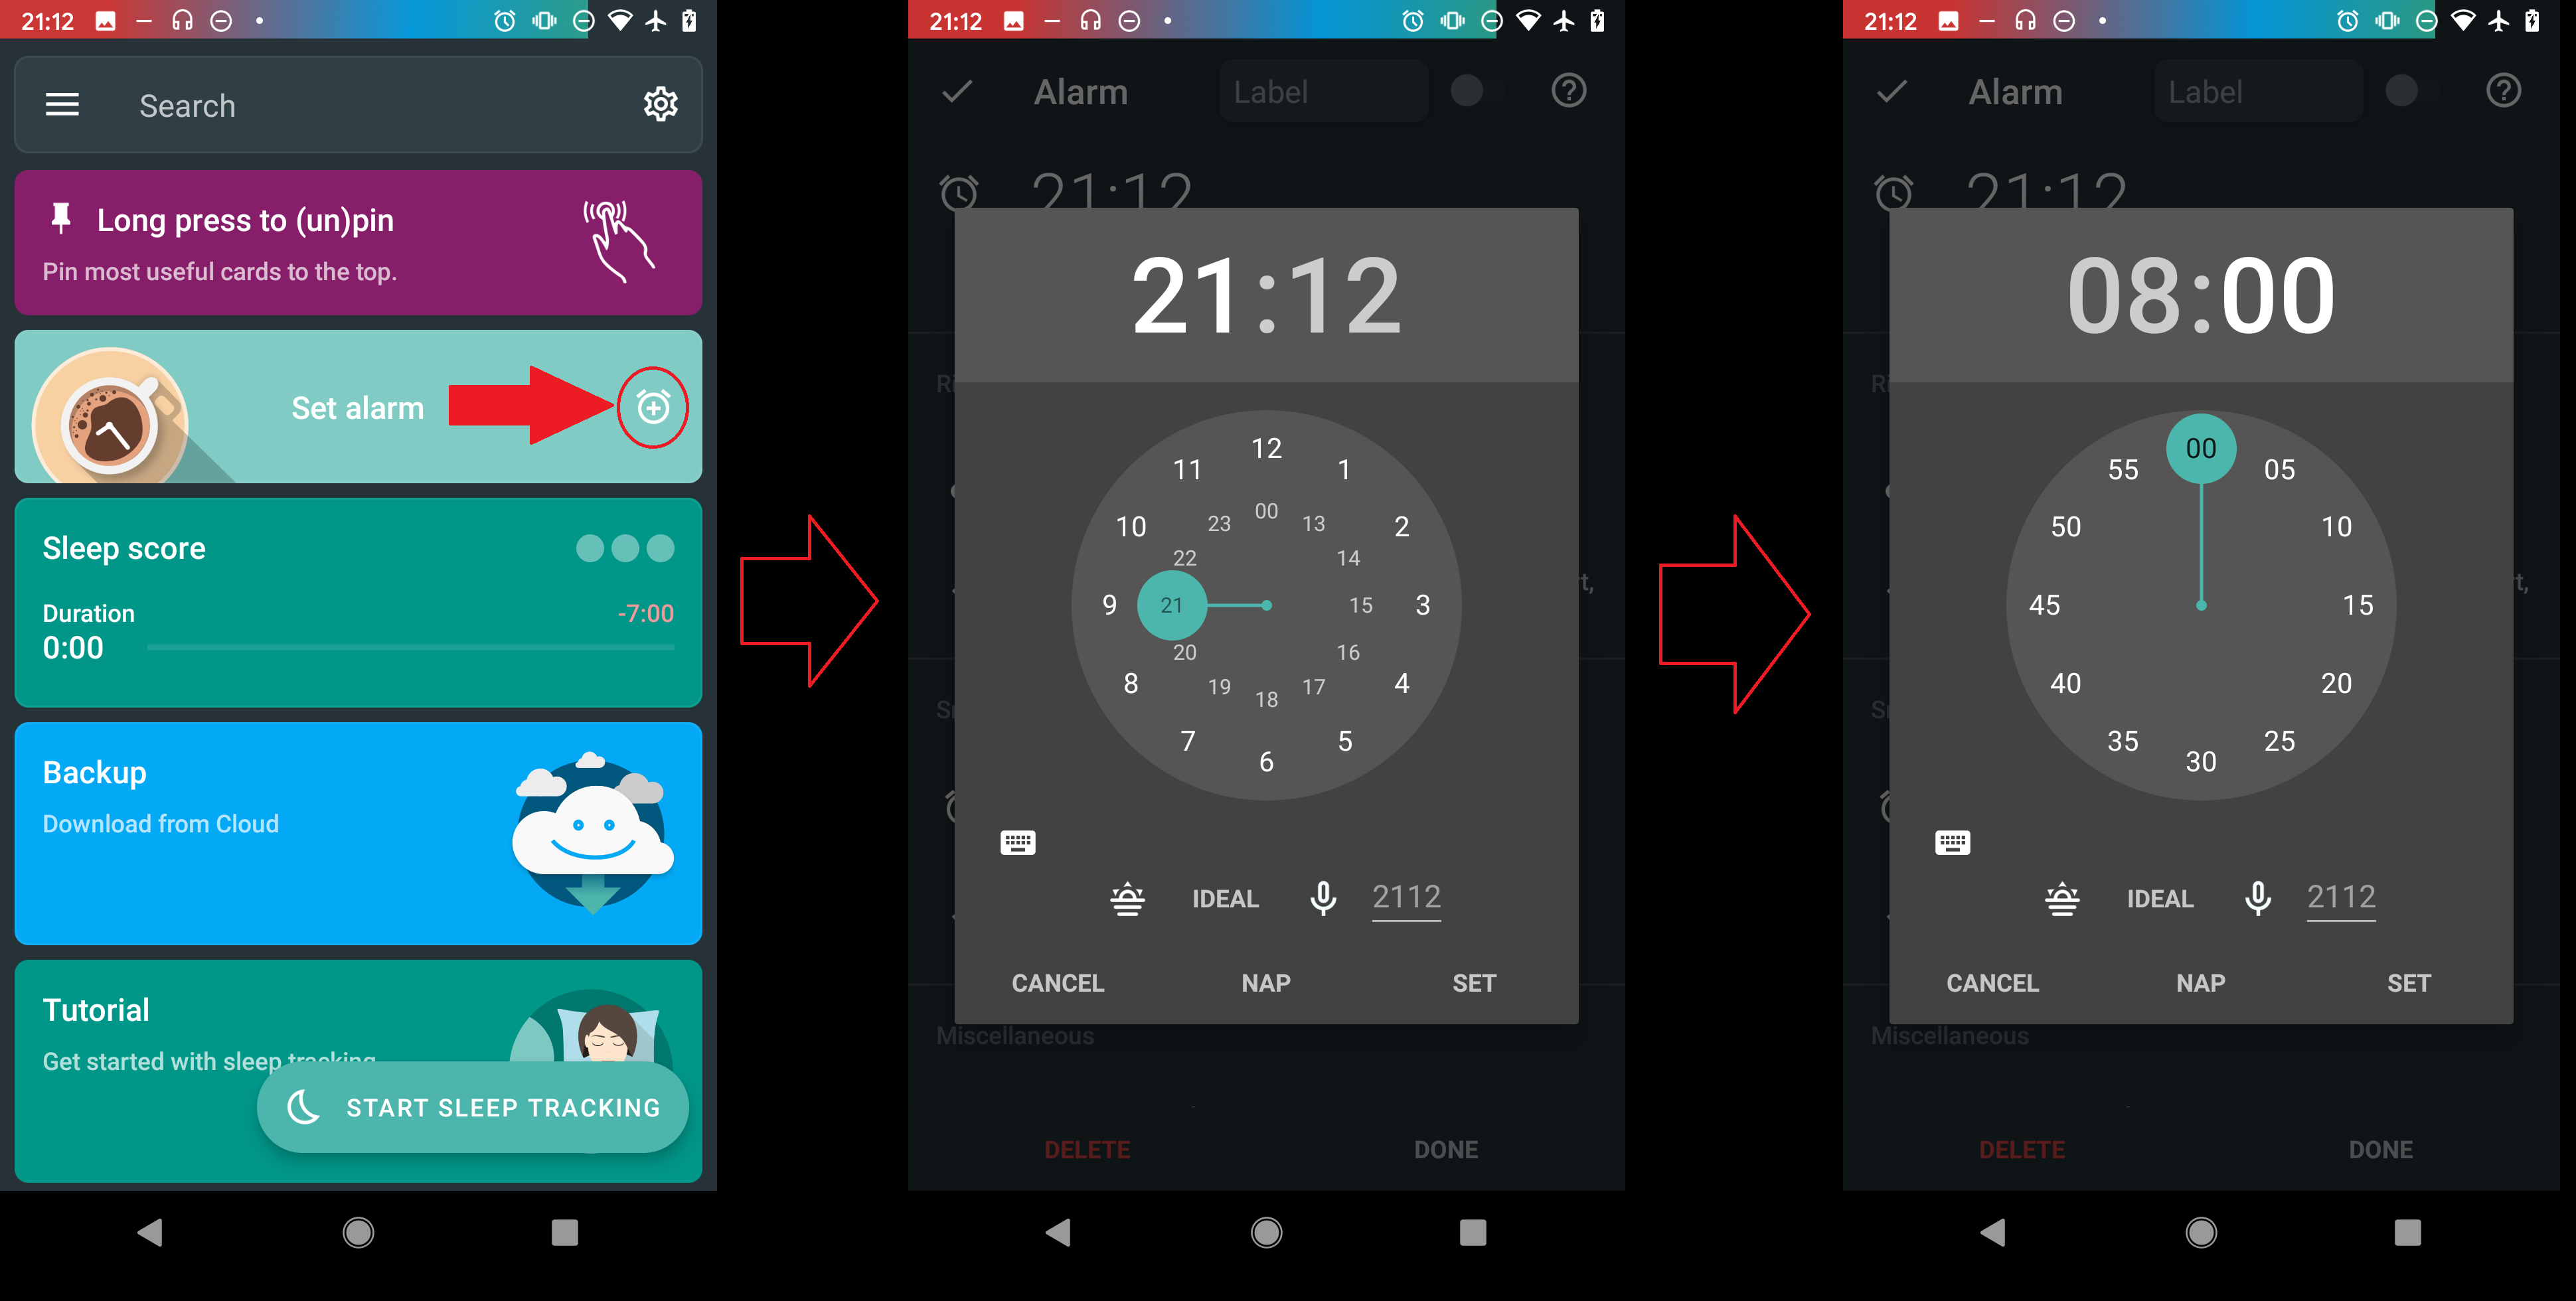 21:12
Search
Long press to (un)pin
Pin most useful cards to the top.
Set alarm
Sleep score
Duration
-7:00
0:00
Backup
Download from Cloud
Tutorial
Get started with sleep tracking
START SLEEP TRACKING
21:12
Alarm
Label
21:12
21:12
12
11
1
00
23
13
10
2
22
14
9
21
15
3
20
16
8
4
19
17
18
7
5
6
IDEAL
2112
CANCEL
NAP
SET
Miscellaneous
DELETE
DONE
21:12
Alarm
Label
21:12
08:00
00
55
05
50
10
45
15
40
20
35
25
30
IDEAL
2112
CANCEL
NAP
SET
Miscellaneous
DELETE
DONE